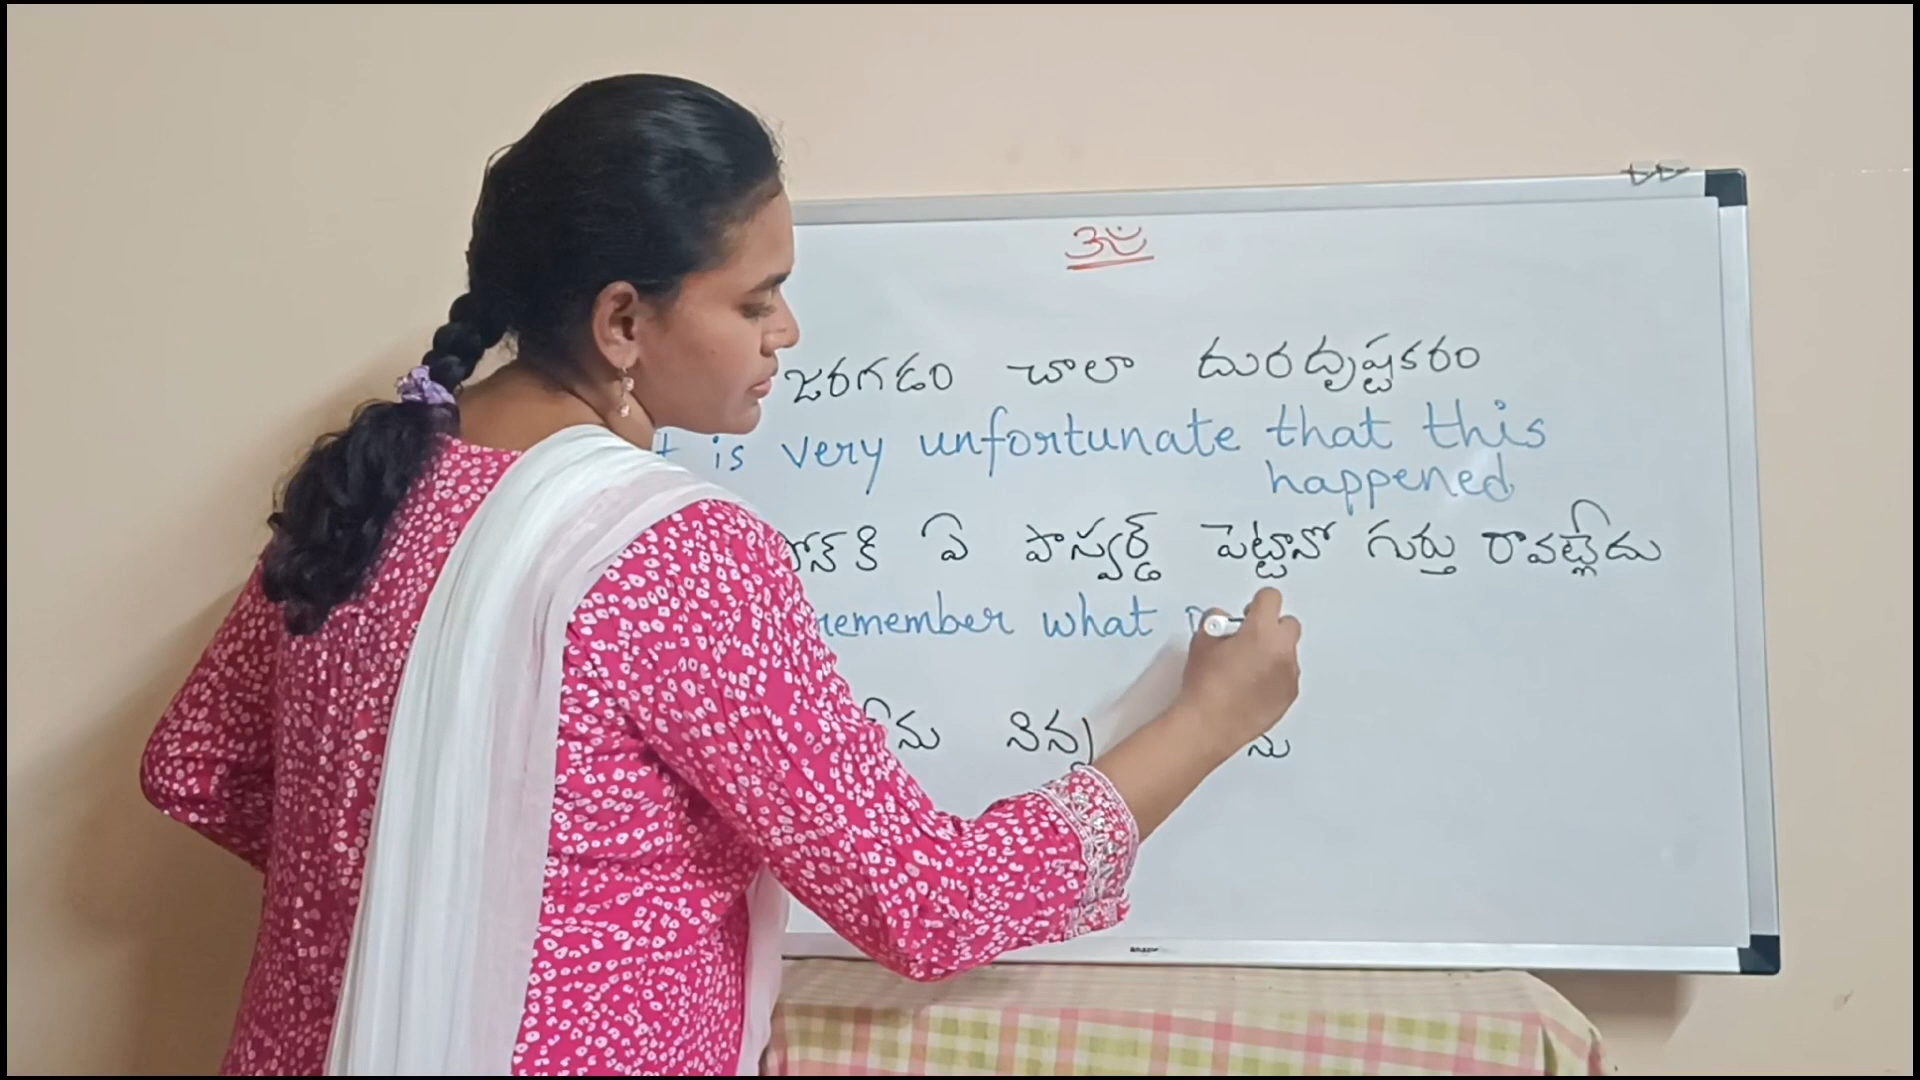 ఓం
జరగడం చాలా దురదృష్టకరం
is very unfortunate that this
happened
ఏ పాస్వర్డ్ పెట్టానో గుర్తు రావట్లేదు
remember what
నిన్న